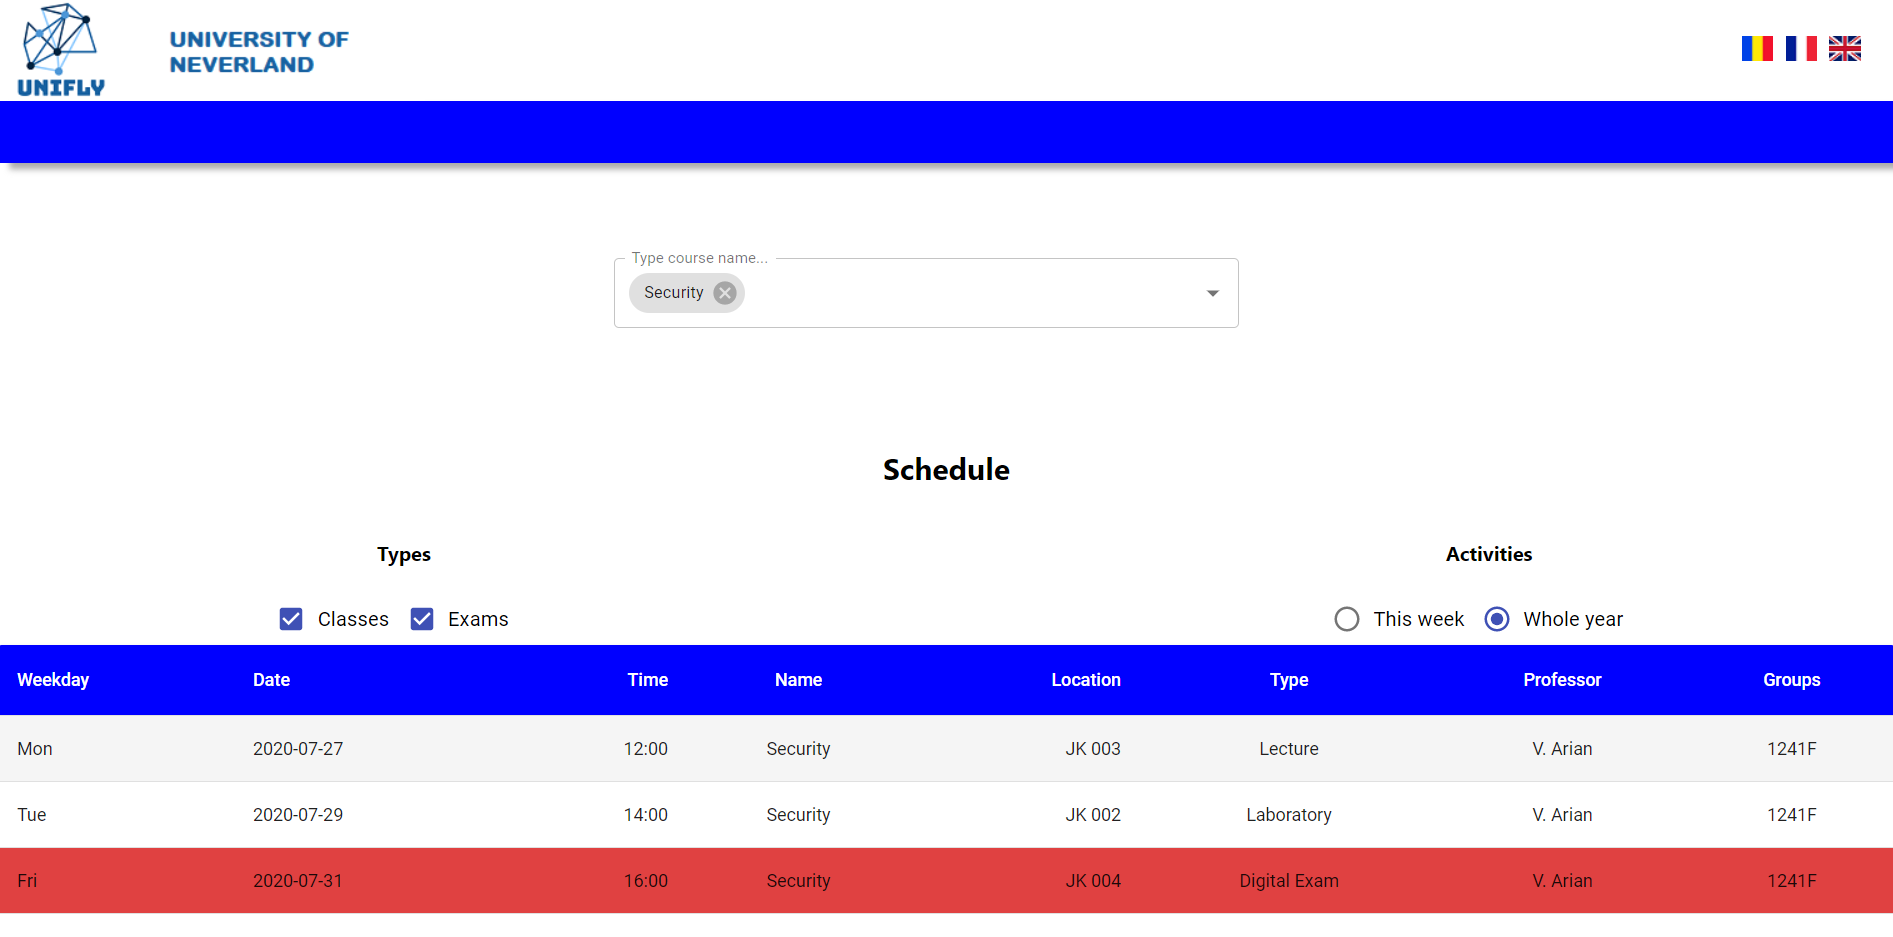 UNIFLY
UNIVERSITY OF
NEVERLAND
Type course name...
Security
Schedule
Types
Activities
Classes Exams
This week Whole year
Weekday Date Time Name Location Type Professor Groups
Mon 2020-07-27 12:00 Security JK 003 Lecture V. Arian 1241F
Tue 2020-07-29 14:00 Security JK 002 Laboratory V. Arian 1241F
Fri 2020-07-31 16:00 Security JK 004 Digital Exam V. Arian 1241F